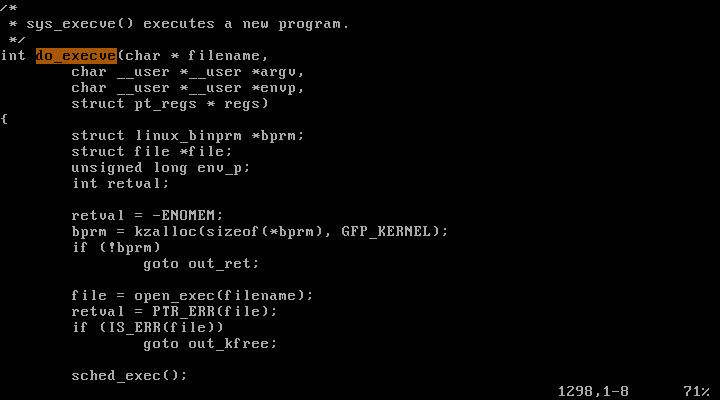 /*
 * sys_execve() executes a new program.
 */
int do_execve(char * filename,
        char __user *__user *argv,
        char __user *__user *envp,
        struct pt_regs * regs)
{
        struct linux_binprm *bprm;
        struct file *file;
        unsigned long env_p;
        int retval;

        retval = -ENOMEM;
        bprm = kzalloc(sizeof(*bprm), GFP_KERNEL);
        if (!bprm)
                goto out_ret;

        file = open_exec(filename);
        retval = PTR_ERR(file);
        if (IS_ERR(file))
                goto out_kfree;

        sched_exec();
1298,1-8 71%